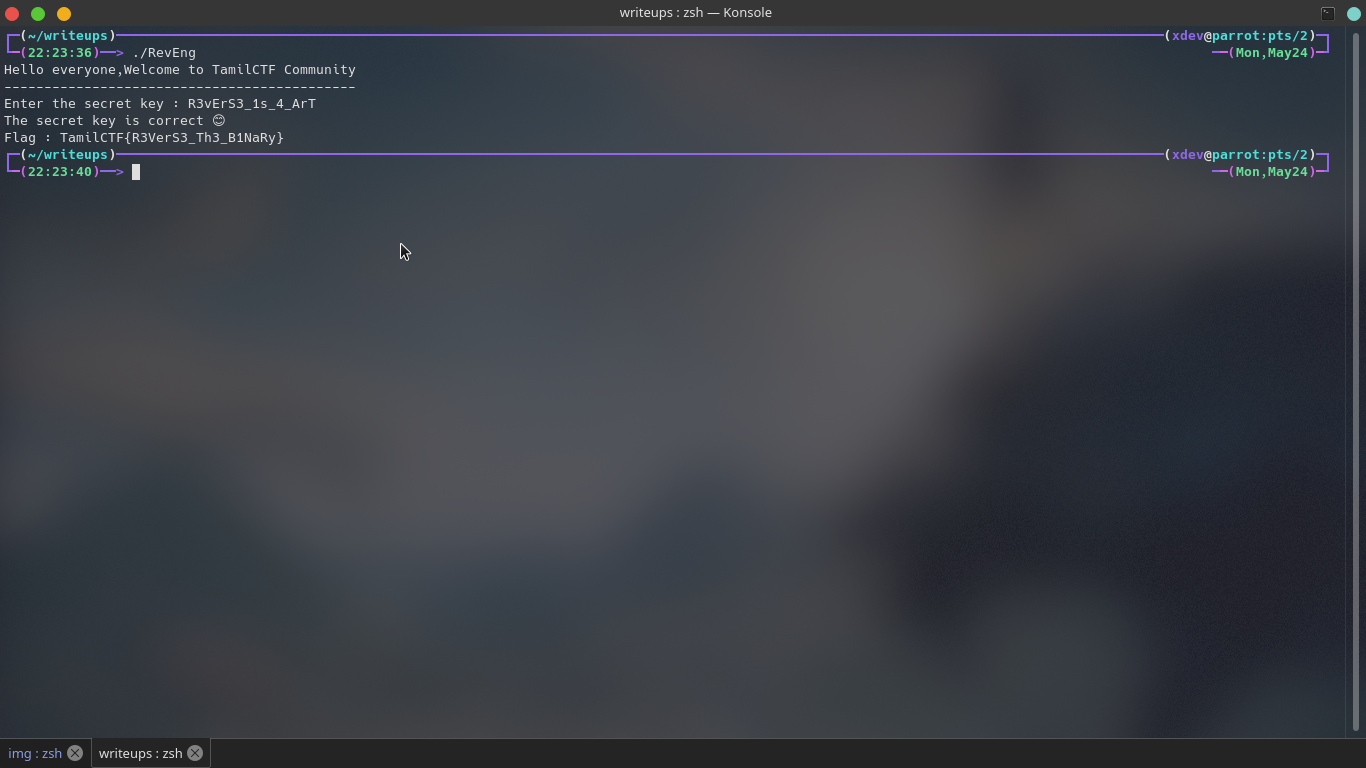 writeups : zsh — Konsole
┌─(~/writeups)──(xdev@parrot:pts/2)─┐
└─(22:23:36)──> ./RevEng ──(Mon,May24)─┘
Hello everyone,Welcome to TamilCTF Community
--------------------------------------------
Enter the secret key : R3vErS3_1s_4_ArT
The secret key is correct 😊
Flag : TamilCTF{R3VerS3_Th3_B1NaRy}
┌─(~/writeups)──(xdev@parrot:pts/2)─┐
└─(22:23:40)──> ──(Mon,May24)─┘
img : zsh writeups : zsh